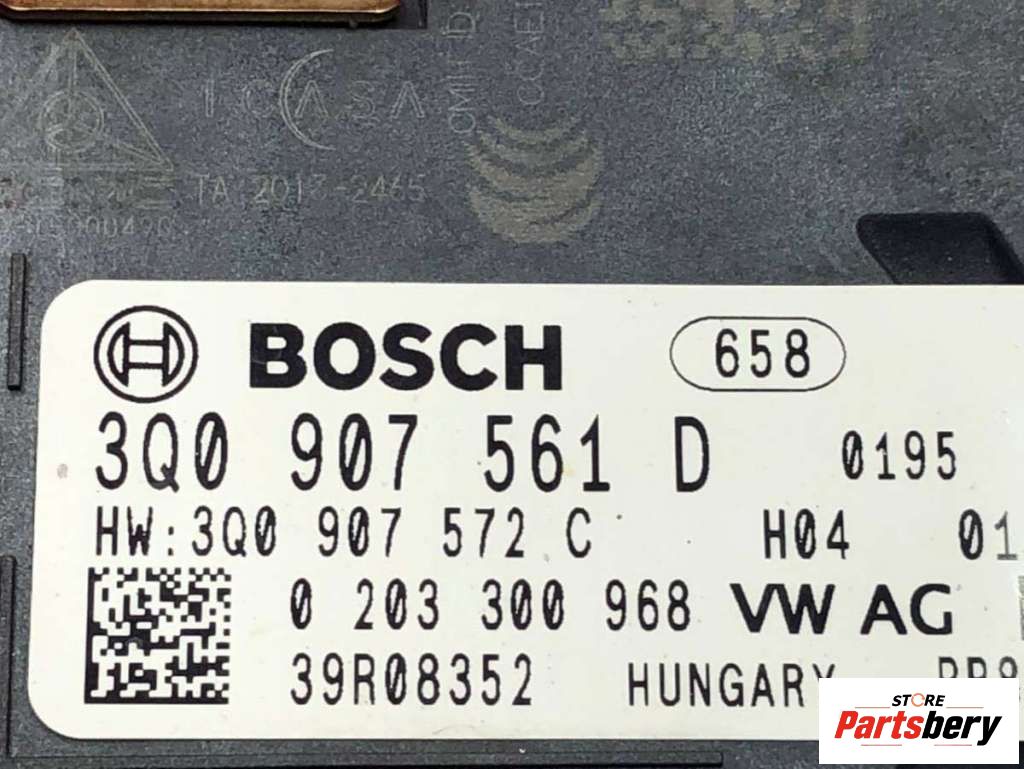 ICASA
TA 2017-2465
BOSCH 658
3Q0 907 561 D 0195
HW:3Q0 907 572 C H04 01
0 203 300 968 VW AG
39R08352 HUNGARY
STORE
Partsbery